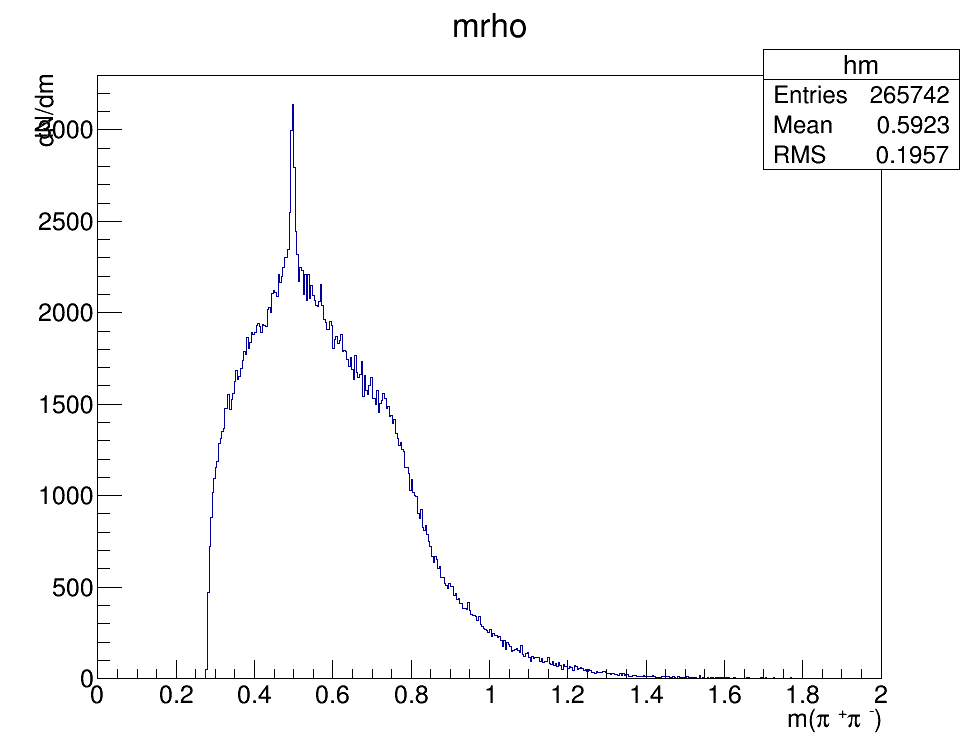 mrho
hm
Entries 265742
Mean 0.5923
RMS 0.1957
dN/dm
3000
2500
2000
1500
1000
500
0
0 0.2 0.4 0.6 0.8 1 1.2 1.4 1.6 1.8 2
m(π⁺π⁻)